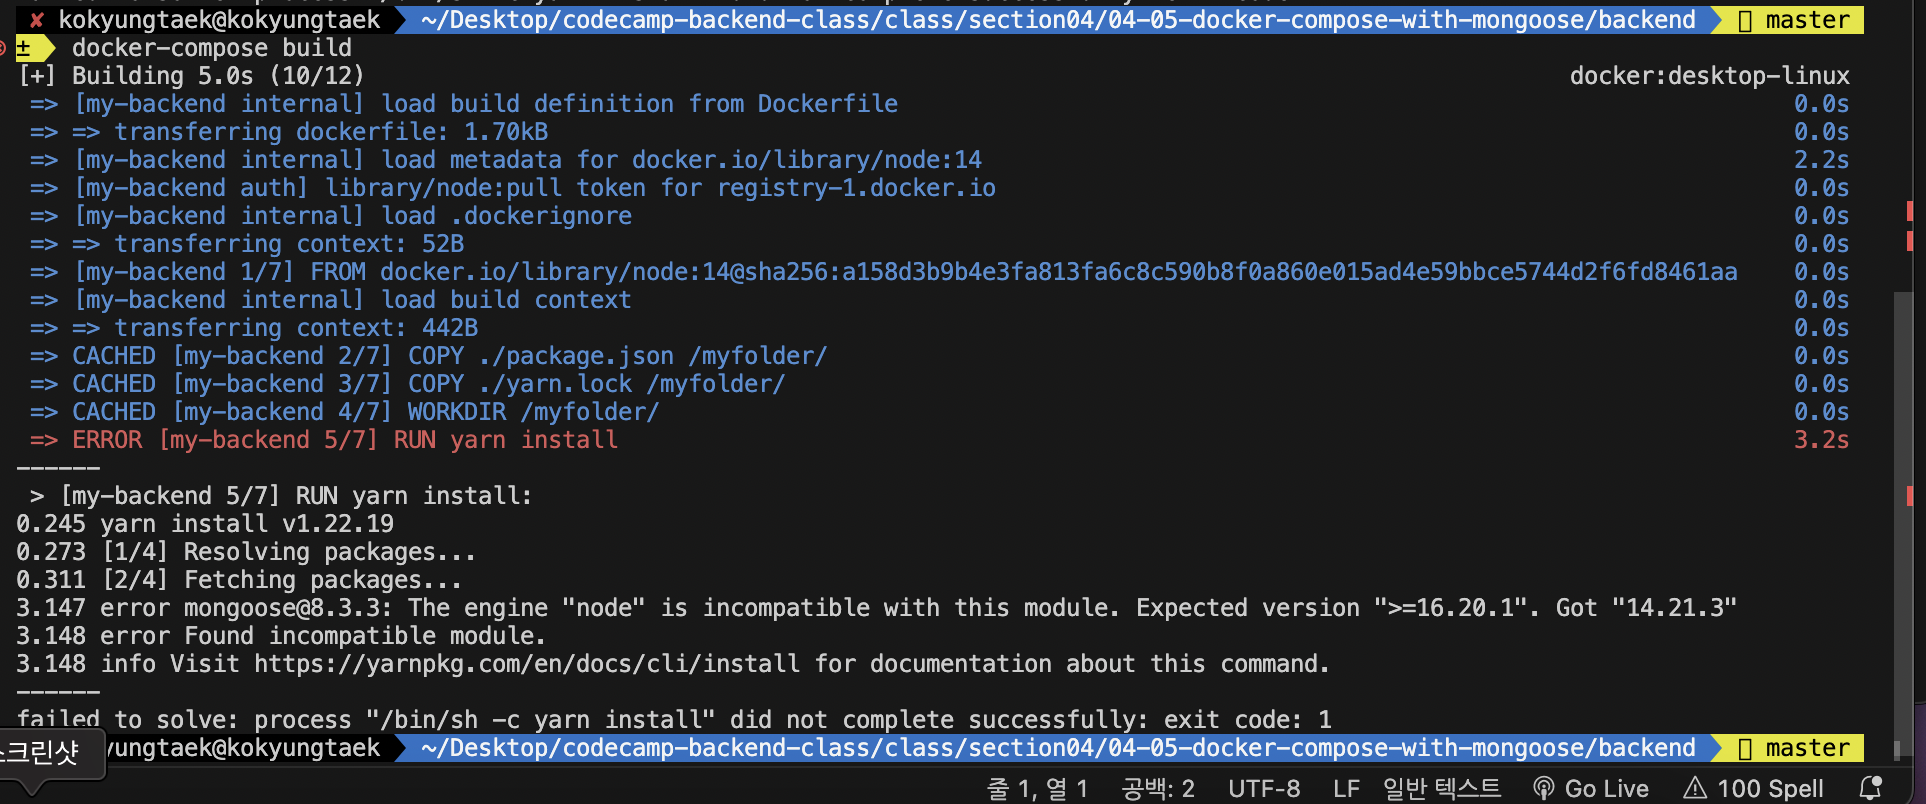 ✘ kokyungtaek@kokyungtaek ~/Desktop/codecamp-backend-class/class/section04/04-05-docker-compose-with-mongoose/backend master
± docker-compose build
[+] Building 5.0s (10/12) docker:desktop-linux
=> [my-backend internal] load build definition from Dockerfile 0.0s
=> => transferring dockerfile: 1.70kB 0.0s
=> [my-backend internal] load metadata for docker.io/library/node:14 2.2s
=> [my-backend auth] library/node:pull token for registry-1.docker.io 0.0s
=> [my-backend internal] load .dockerignore 0.0s
=> => transferring context: 52B 0.0s
=> [my-backend 1/7] FROM docker.io/library/node:14@sha256:a158d3b9b4e3fa813fa6c8c590b8f0a860e015ad4e59bbce5744d2f6fd8461aa 0.0s
=> [my-backend internal] load build context 0.0s
=> => transferring context: 442B 0.0s
=> CACHED [my-backend 2/7] COPY ./package.json /myfolder/ 0.0s
=> CACHED [my-backend 3/7] COPY ./yarn.lock /myfolder/ 0.0s
=> CACHED [my-backend 4/7] WORKDIR /myfolder/ 0.0s
=> ERROR [my-backend 5/7] RUN yarn install 3.2s
------
> [my-backend 5/7] RUN yarn install:
0.245 yarn install v1.22.19
0.273 [1/4] Resolving packages...
0.311 [2/4] Fetching packages...
3.147 error mongoose@8.3.3: The engine "node" is incompatible with this module. Expected version ">=16.20.1". Got "14.21.3"
3.148 error Found incompatible module.
3.148 info Visit https://yarnpkg.com/en/docs/cli/install for documentation about this command.
------
failed to solve: process "/bin/sh -c yarn install" did not complete successfully: exit code: 1
yungtaek@kokyungtaek ~/Desktop/codecamp-backend-class/class/section04/04-05-docker-compose-with-mongoose/backend master
크린샷
줄 1, 열 1 공백: 2 UTF-8 LF 일반 텍스트 Go Live 100 Spell